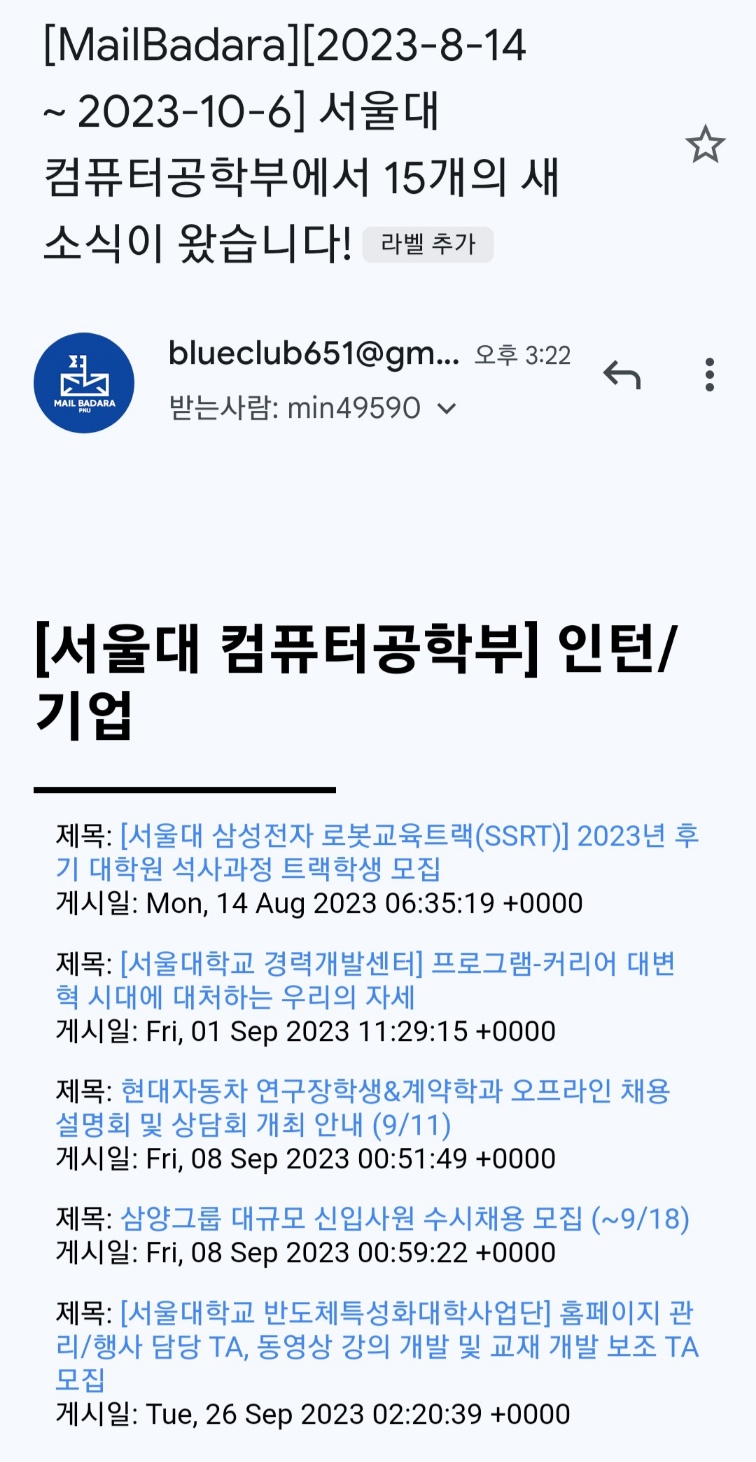 [MailBadara][2023-8-14
~ 2023-10-6] 서울대
컴퓨터공학부에서 15개의 새
소식이 왔습니다! 라벨 추가
blueclub651@gm... 오후 3:22
받는사람: min49590
MAIL BADARA
PNU
[서울대 컴퓨터공학부] 인턴/
기업
제목: [서울대 삼성전자 로봇교육트랙(SSRT)] 2023년 후
기 대학원 석사과정 트랙학생 모집
게시일: Mon, 14 Aug 2023 06:35:19 +0000
제목: [서울대학교 경력개발센터] 프로그램-커리어 대변
혁 시대에 대처하는 우리의 자세
게시일: Fri, 01 Sep 2023 11:29:15 +0000
제목: 현대자동차 연구장학생&계약학과 오프라인 채용
설명회 및 상담회 개최 안내 (9/11)
게시일: Fri, 08 Sep 2023 00:51:49 +0000
제목: 삼양그룹 대규모 신입사원 수시채용 모집 (~9/18)
게시일: Fri, 08 Sep 2023 00:59:22 +0000
제목: [서울대학교 반도체특성화대학사업단] 홈페이지 관
리/행사 담당 TA, 동영상 강의 개발 및 교재 개발 보조 TA
모집
게시일: Tue, 26 Sep 2023 02:20:39 +0000